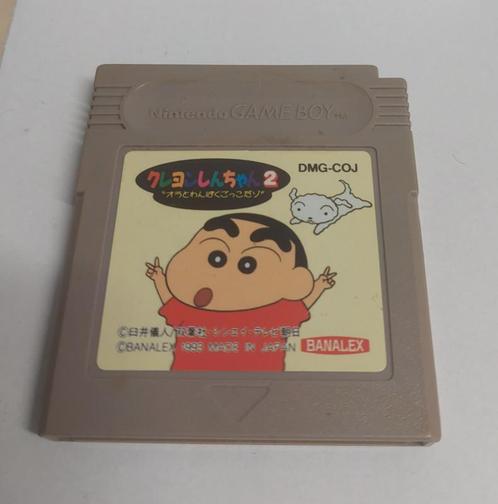 Nintendo GAME BOY TM
クレヨンしんちゃん2
DMG-COJ
"オラとわんぱくごっこだゾ"
©臼井儀人/双葉社・シンエイ・テレビ朝日
©BANALEX 1993 MADE IN JAPAN
BANALEX